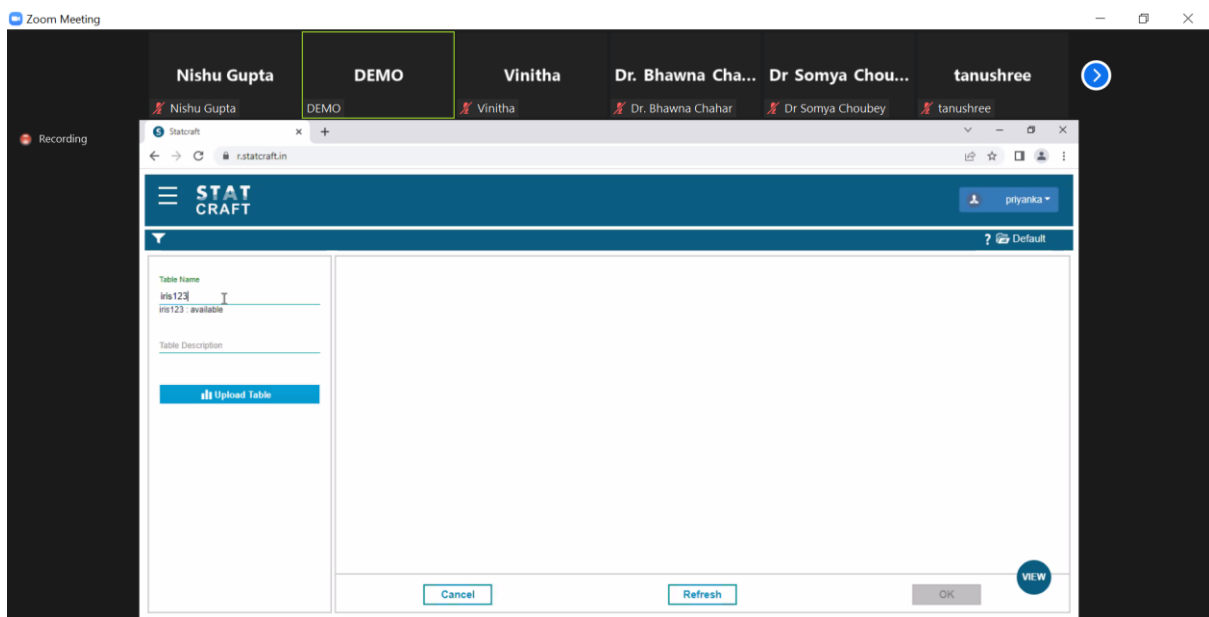 Zoom Meeting
Nishu Gupta
DEMO
Vinitha
Dr. Bhawna Cha...
Dr Somya Chou...
tanushree
Nishu Gupta
DEMO
Vinitha
Dr. Bhawna Chahar
Dr Somya Choubey
tanushree
Recording
Statcraft
r.statcraft.in
STAT
CRAFT
priyanka
? Default
Table Name
iris123
iris123 : available
Table Description
Upload Table
VIEW
Cancel
Refresh
OK